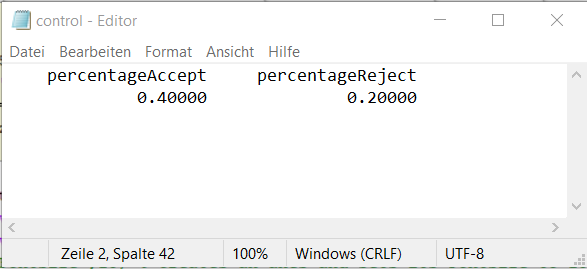 control - Editor
Datei Bearbeiten Format Ansicht Hilfe
percentageAccept percentageReject
0.40000 0.20000
Zeile 2, Spalte 42 100% Windows (CRLF) UTF-8